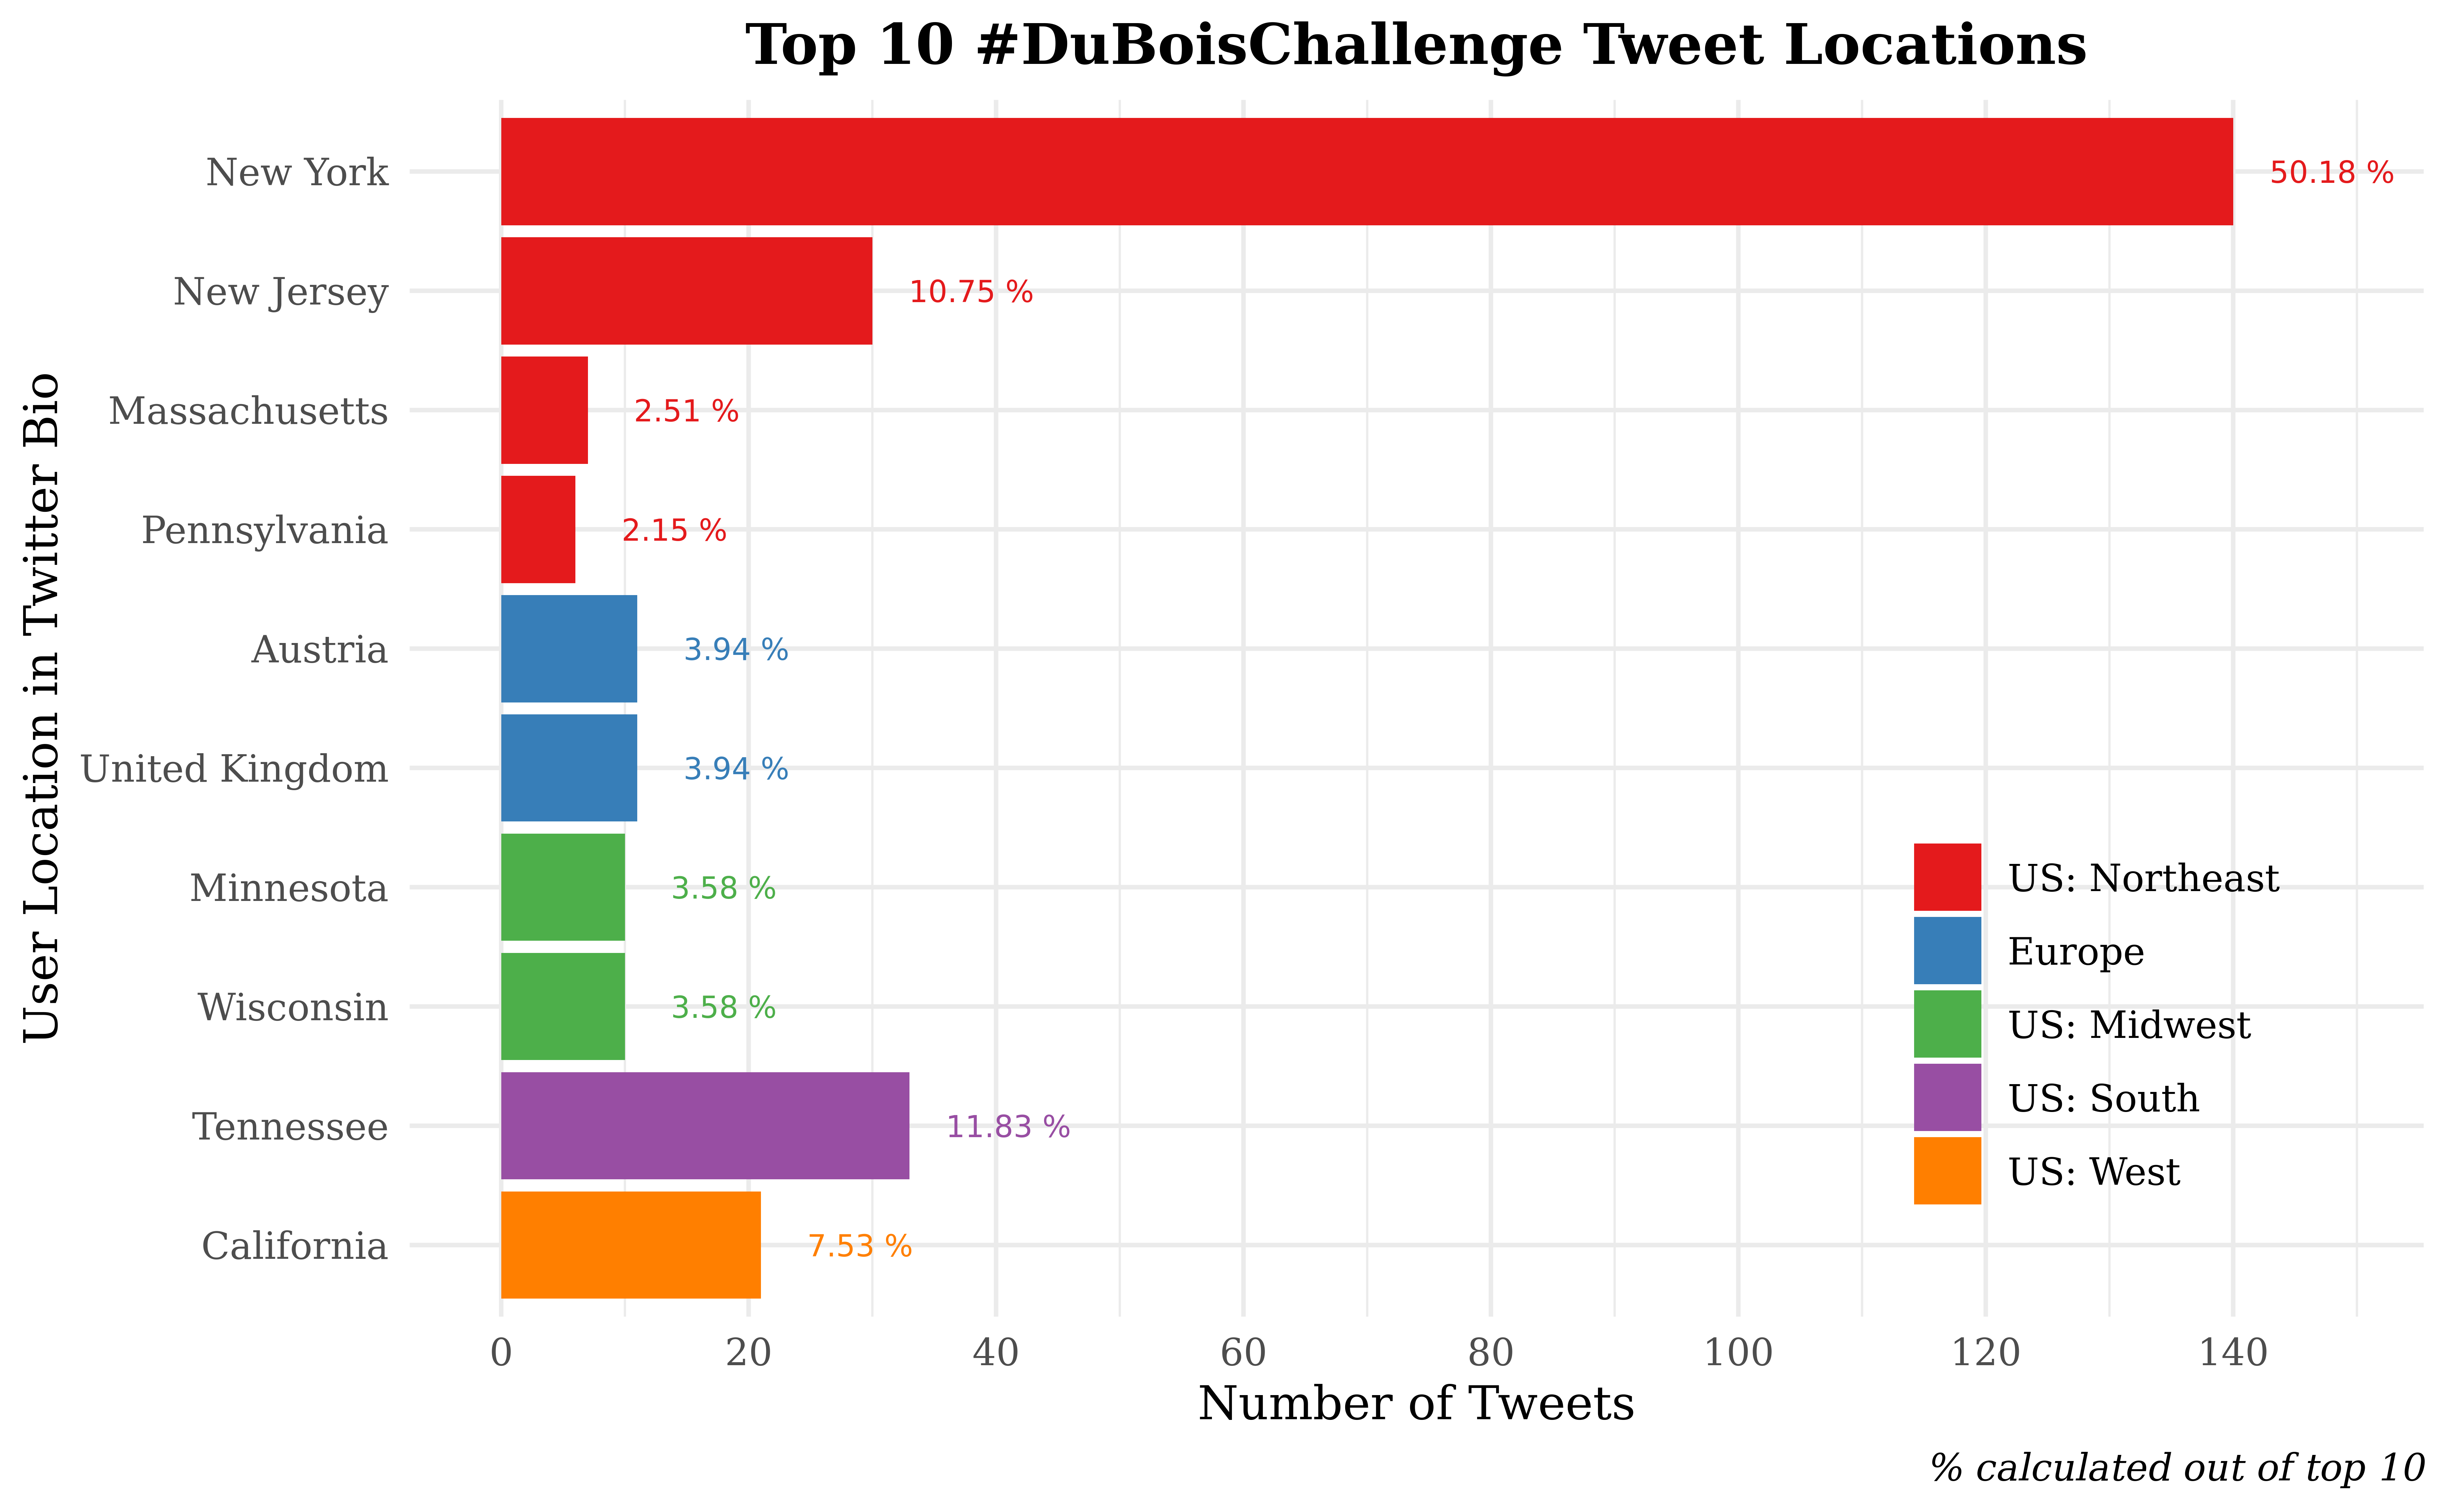 Top 10 #DuBoisChallenge Tweet Locations
User Location in Twitter Bio
New York 50.18 %
New Jersey 10.75 %
Massachusetts 2.51 %
Pennsylvania 2.15 %
Austria 3.94 %
United Kingdom 3.94 %
Minnesota 3.58 %
Wisconsin 3.58 %
Tennessee 11.83 %
California 7.53 %
US: Northeast
Europe
US: Midwest
US: South
US: West
0 20 40 60 80 100 120 140
Number of Tweets
% calculated out of top 10